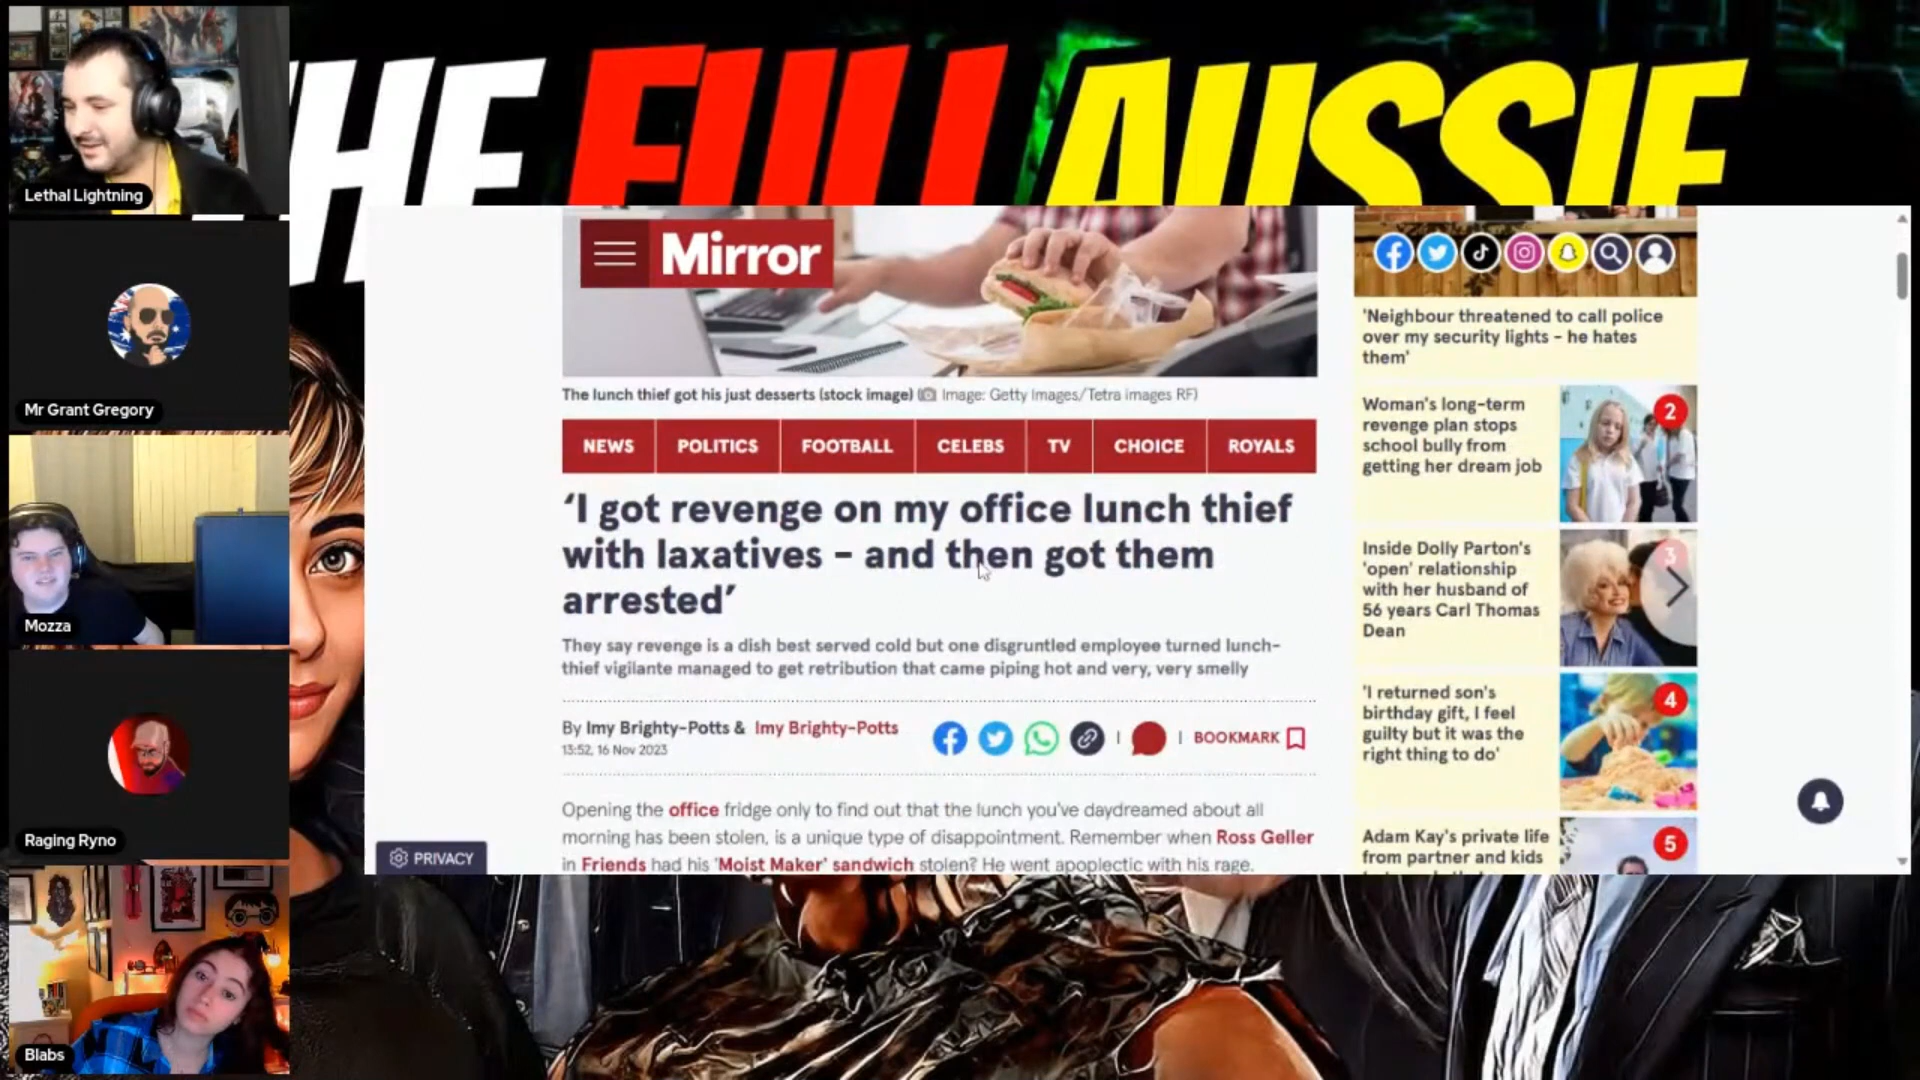 THE FULL AUSSIE
Lethal Lightning
Mr Grant Gregory
Mozza
Raging Ryno
Blabs
Mirror
The lunch thief got his just desserts (stock image) (Image: Getty Images/Tetra images RF)
NEWS
POLITICS
FOOTBALL
CELEBS
TV
CHOICE
ROYALS
‘I got revenge on my office lunch thief
with laxatives – and then got them
arrested’
They say revenge is a dish best served cold but one disgruntled employee turned lunch-
thief vigilante managed to get retribution that came piping hot and very, very smelly
By Imy Brighty-Potts & Imy Brighty-Potts
13:52, 16 Nov 2023
BOOKMARK
Opening the office fridge only to find out that the lunch you've daydreamed about all
morning has been stolen, is a unique type of disappointment. Remember when Ross Geller
in Friends had his 'Moist Maker' sandwich stolen? He went apoplectic with his rage.
PRIVACY
'Neighbour threatened to call police
over my security lights - he hates
them'
Woman's long-term
revenge plan stops
school bully from
getting her dream job
2
Inside Dolly Parton's
'open' relationship
with her husband of
56 years Carl Thomas
Dean
3
'I returned son's
birthday gift, I feel
guilty but it was the
right thing to do'
4
Adam Kay's private life
from partner and kids
5